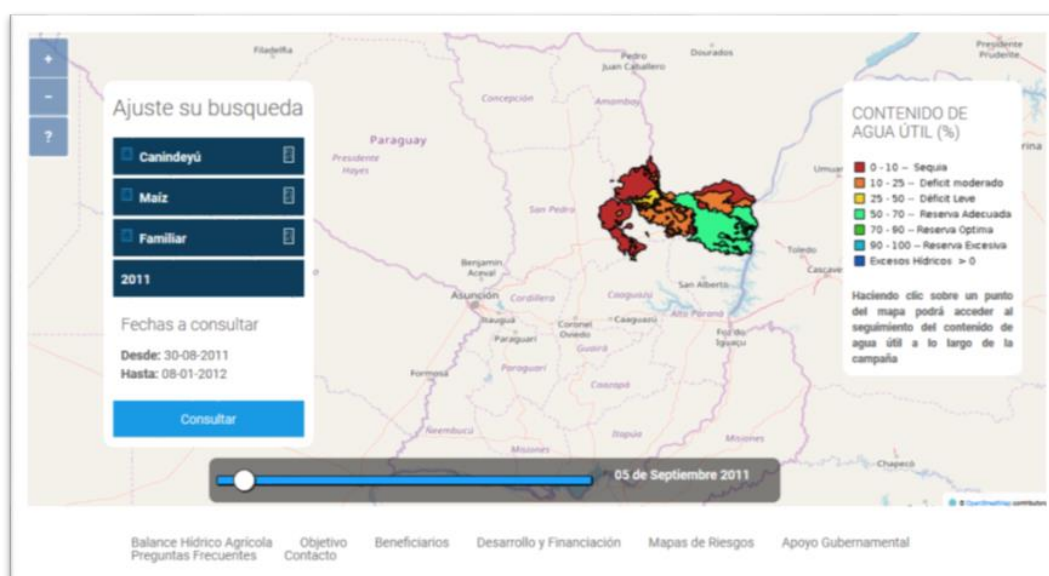 +
−
?
Ajuste su busqueda
Canindeyú
Maíz
Familiar
2011
Fechas a consultar
Desde: 30-08-2011
Hasta: 08-01-2012
Consultar
Filadelfia
Pedro
Juan Caballero
Dourados
Presidente
Prudente
Concepción
Amambay
Paraguay
Presidente
Hayes
San Pedro
Benjamín
Aceval
Asunción
Cordillera
Caaguazú
San Alberto
Toledo
Cascavel
Itauguá
Coronel
Oviedo
Caaguazú
Alto Paraná
Foz do
Iguaçu
Paraguarí
Guairá
Formosa
Paraguarí
Caazapá
Ñeembucú
Misiones
Itapúa
Misiones
Chapecó
CONTENIDO DE
AGUA ÚTIL (%)
0 - 10 -- Sequia
10 - 25 -- Deficit moderado
25 - 50 -- Déficit Leve
50 - 70 -- Reserva Adecuada
70 - 90 -- Reserva Optima
90 - 100 -- Reserva Excesiva
Excesos Hídricos > 0
Haciendo clic sobre un punto
del mapa podrá acceder al
seguimiento del contenido de
agua útil a lo largo de la
campaña
05 de Septiembre 2011
© OpenStreetMap contributors
Balance Hídrico Agrícola Objetivo Beneficiarios Desarrollo y Financiación Mapas de Riesgos Apoyo Gubernamental
Preguntas Frecuentes Contacto